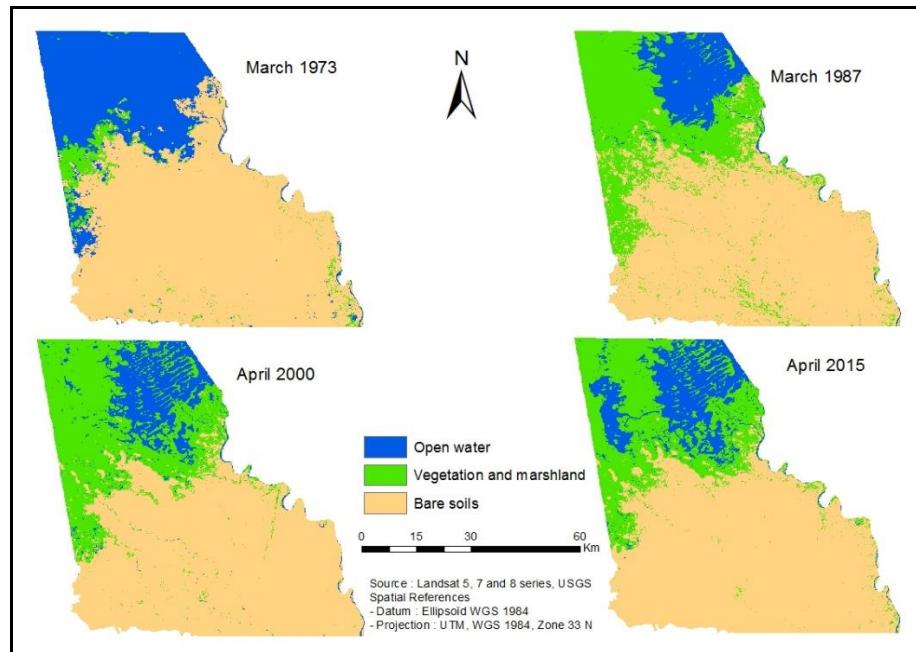 March 1973
N
March 1987
April 2000
April 2015
Open water
Vegetation and marshland
Bare soils
0 30 60
Km
Source : Landsat 5, 7 and 8 series, USGS
Spatial References
- Datum : Ellipsoid WGS 1984
- Projection : UTM, WGS 1984, Zone 33 N